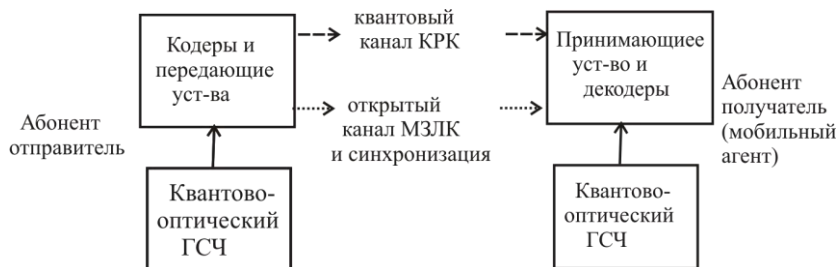 Абонент
отправитель
Кодеры и
передающие
уст-ва
Квантово-
оптический
ГСЧ
квантовый
канал КРК
открытый
канал МЗЛК
и синхронизация
Принимающиее
уст-во и
декодеры
Квантово-
оптический
ГСЧ
Абонент
получатель
(мобильный
агент)